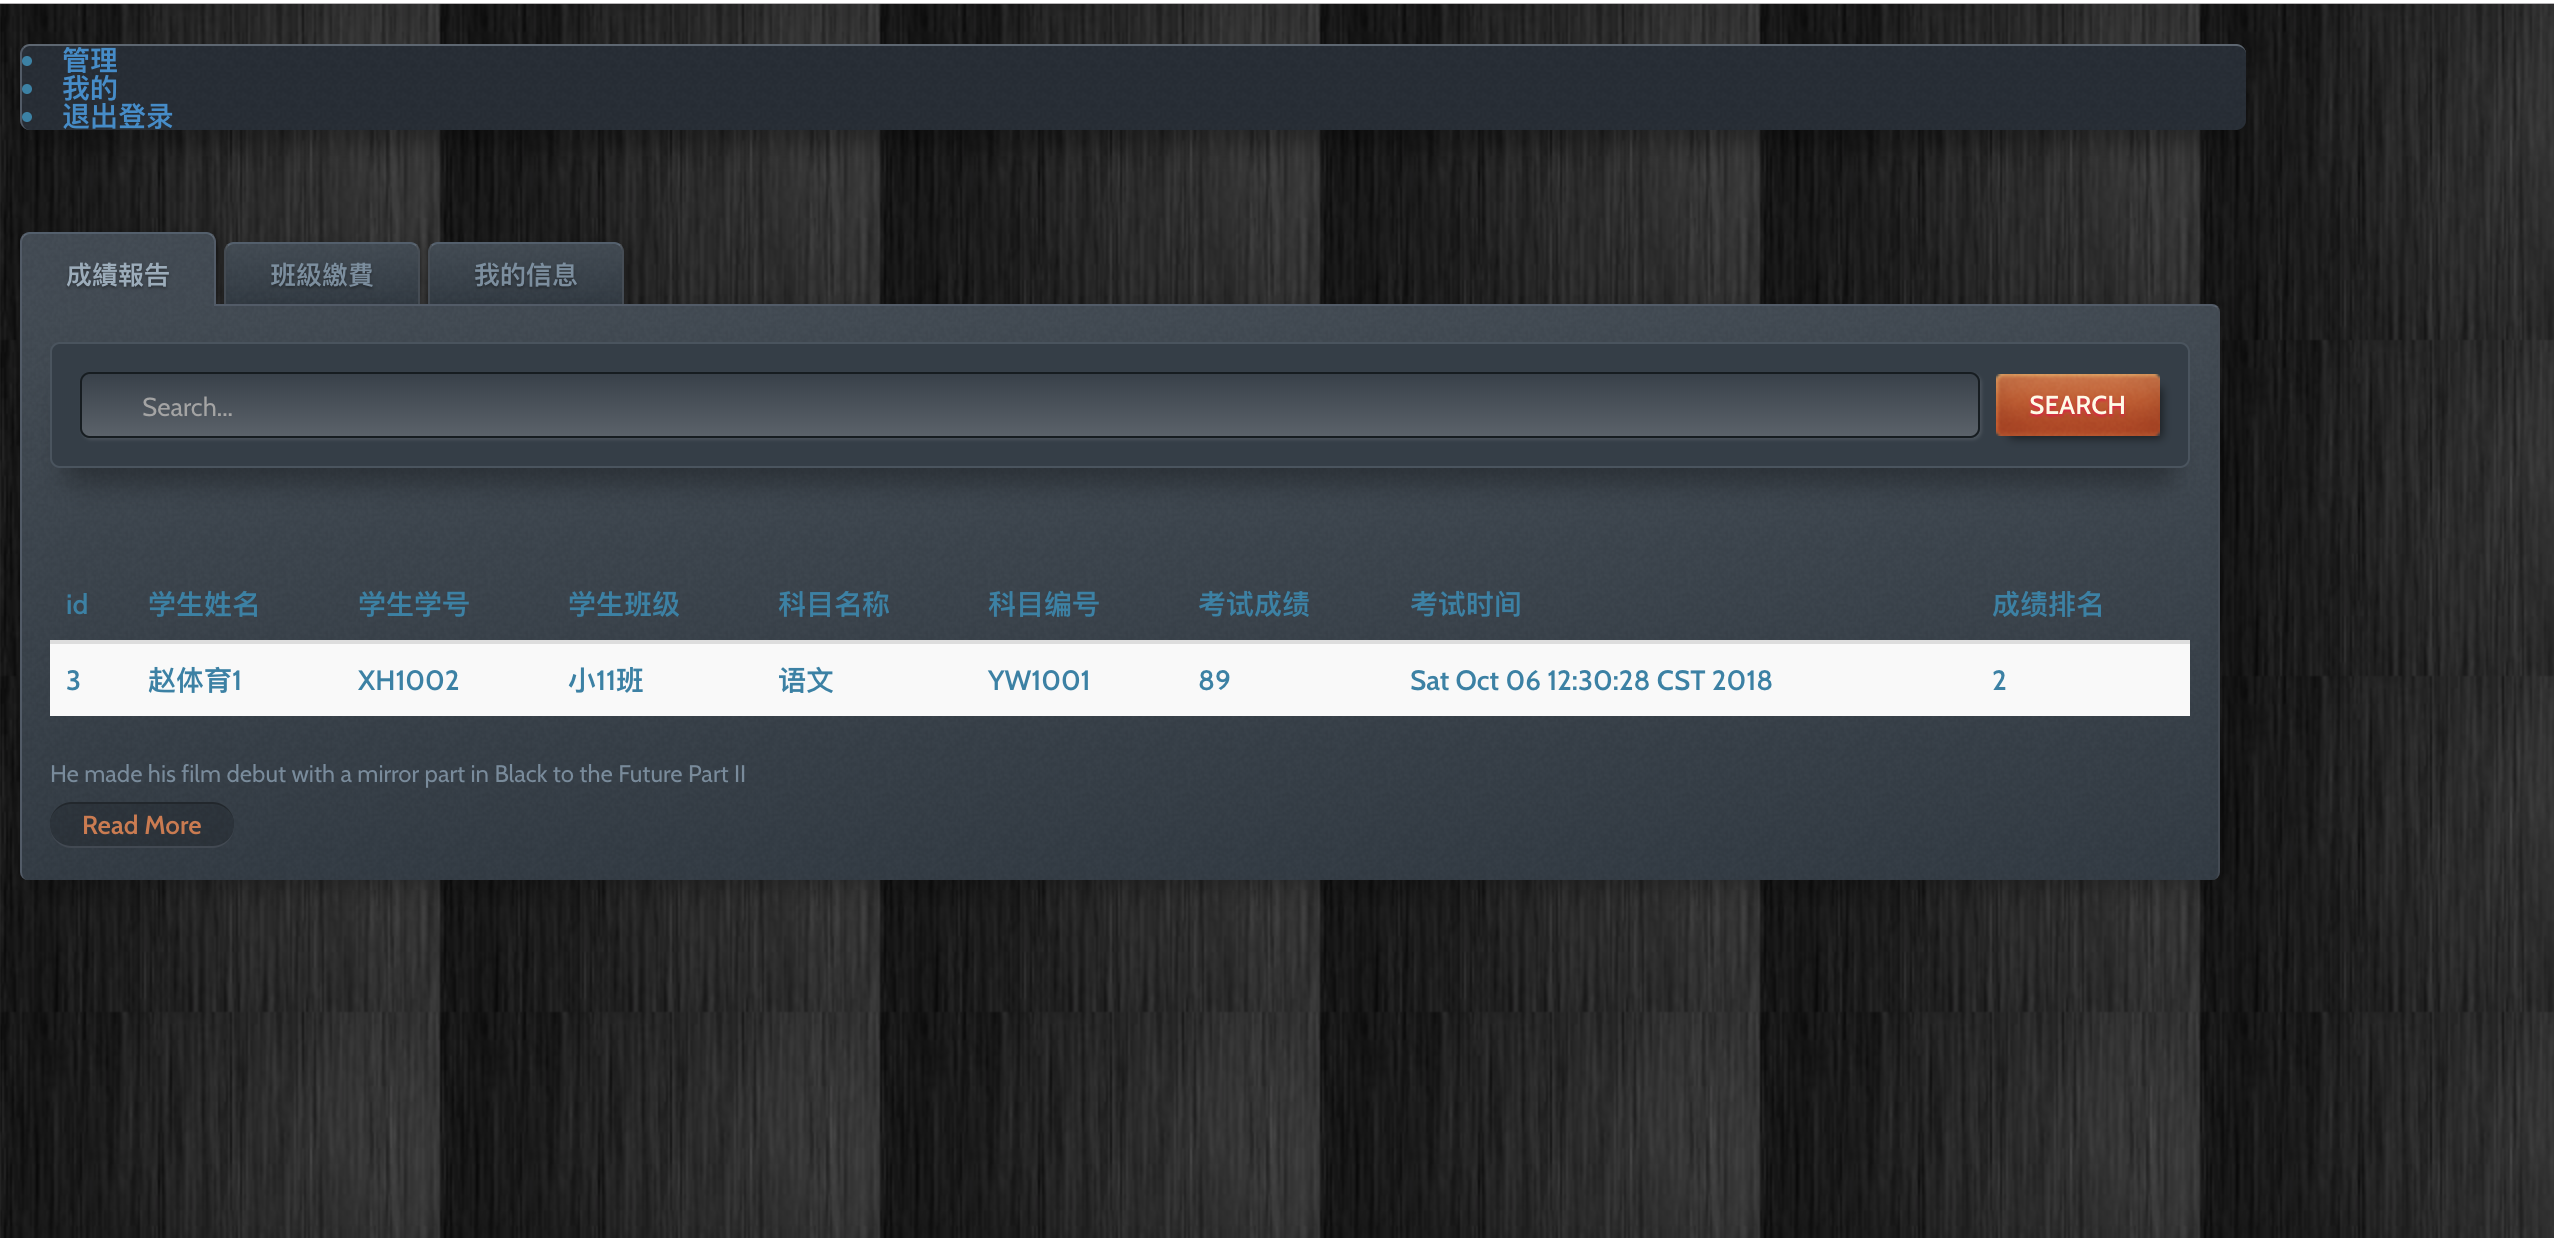 管理
我的
退出登录
成績報告 班級繳費 我的信息
Search... SEARCH
id 学生姓名 学生学号 学生班级 科目名称 科目编号 考试成绩 考试时间 成绩排名
3 赵体育1 XH1002 小11班 语文 YW1001 89 Sat Oct 06 12:30:28 CST 2018 2
He made his film debut with a mirror part in Black to the Future Part II
Read More